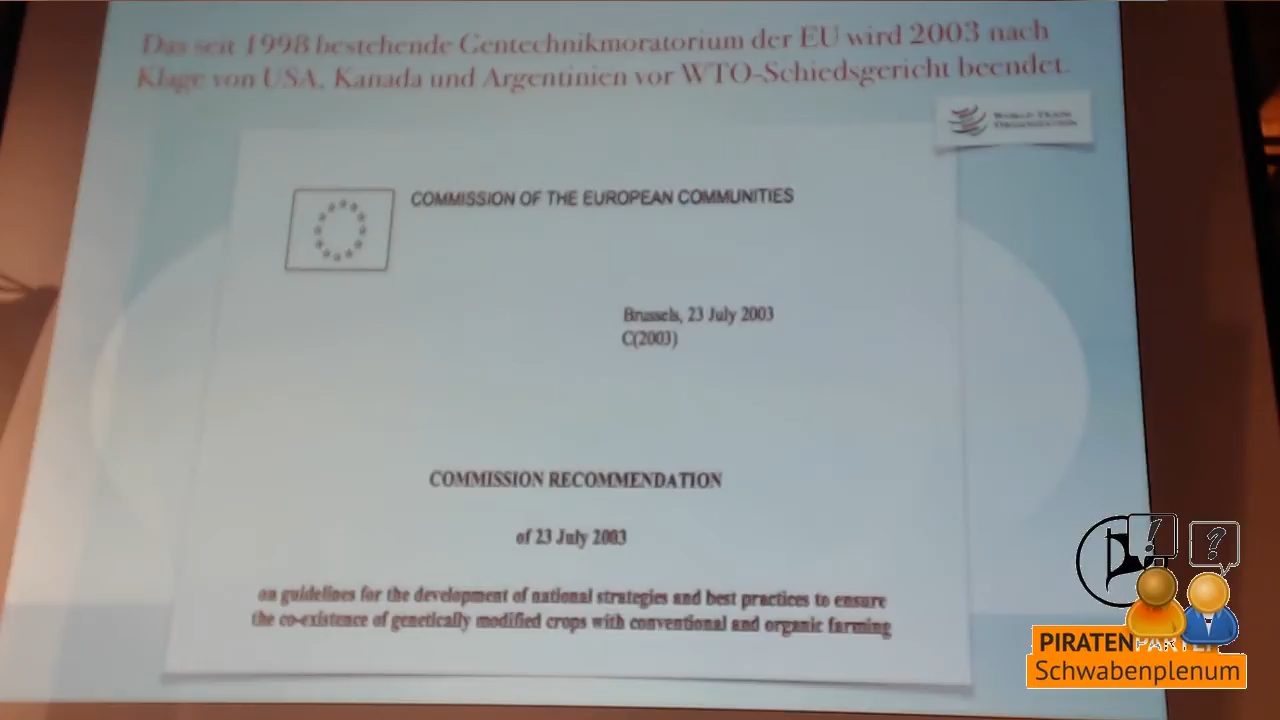 Das seit 1998 bestehende Gentechnikmoratorium der EU wird 2003 nach
Klage von USA, Kanada und Argentinien vor WTO-Schiedsgericht beendet.
WORLD TRADE
ORGANIZATION
COMMISSION OF THE EUROPEAN COMMUNITIES
Brussels, 23 July 2003
C(2003)
COMMISSION RECOMMENDATION
of 23 July 2003
on guidelines for the development of national strategies and best practices to ensure
the co-existence of genetically modified crops with conventional and organic farming
! ?
PIRATENPARTEI
Schwabenplenum